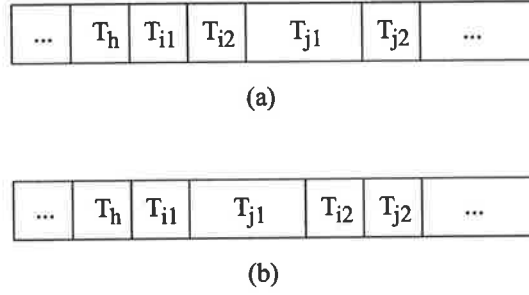 ... T_h T_i1 T_i2 T_j1 T_j2 ...
(a)
... T_h T_i1 T_j1 T_i2 T_j2 ...
(b)